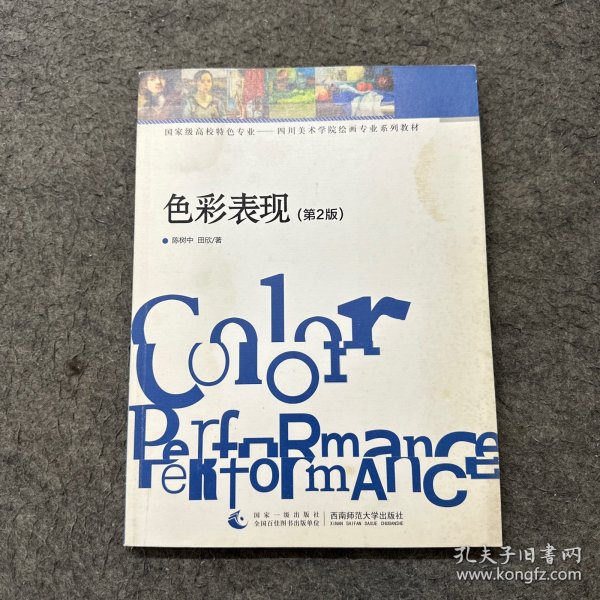 国家级高校特色专业——四川美术学院绘画专业系列教材
色彩表现(第2版)
陈树中 田欣/著
Color
Performance
国家一级出版社
全国百佳图书出版单位
西南师范大学出版社
XINAN SHIFAN DAXUE CHUBANSHE
孔夫子旧书网
www.kongfz.com